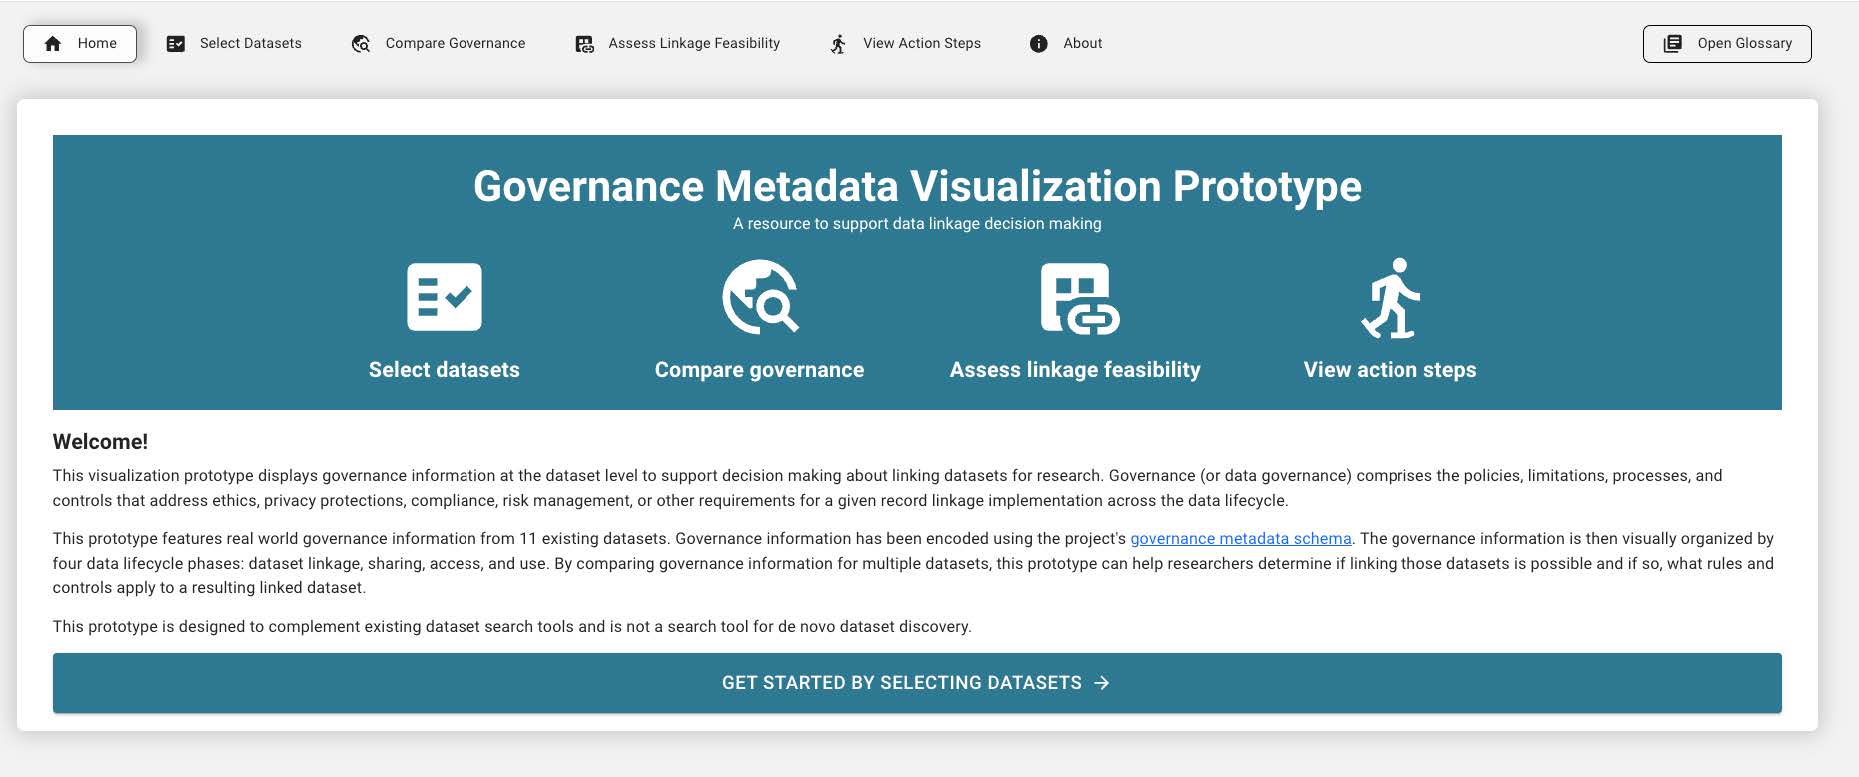 Home
Select Datasets
Compare Governance
Assess Linkage Feasibility
View Action Steps
About
Open Glossary
Governance Metadata Visualization Prototype
A resource to support data linkage decision making
Select datasets
Compare governance
Assess linkage feasibility
View action steps
Welcome!
This visualization prototype displays governance information at the dataset level to support decision making about linking datasets for research. Governance (or data governance) comprises the policies, limitations, processes, and
controls that address ethics, privacy protections, compliance, risk management, or other requirements for a given record linkage implementation across the data lifecycle.
This prototype features real world governance information from 11 existing datasets. Governance information has been encoded using the project's governance metadata schema. The governance information is then visually organized by
four data lifecycle phases: dataset linkage, sharing, access, and use. By comparing governance information for multiple datasets, this prototype can help researchers determine if linking those datasets is possible and if so, what rules and
controls apply to a resulting linked dataset.
This prototype is designed to complement existing dataset search tools and is not a search tool for de novo dataset discovery.
GET STARTED BY SELECTING DATASETS →